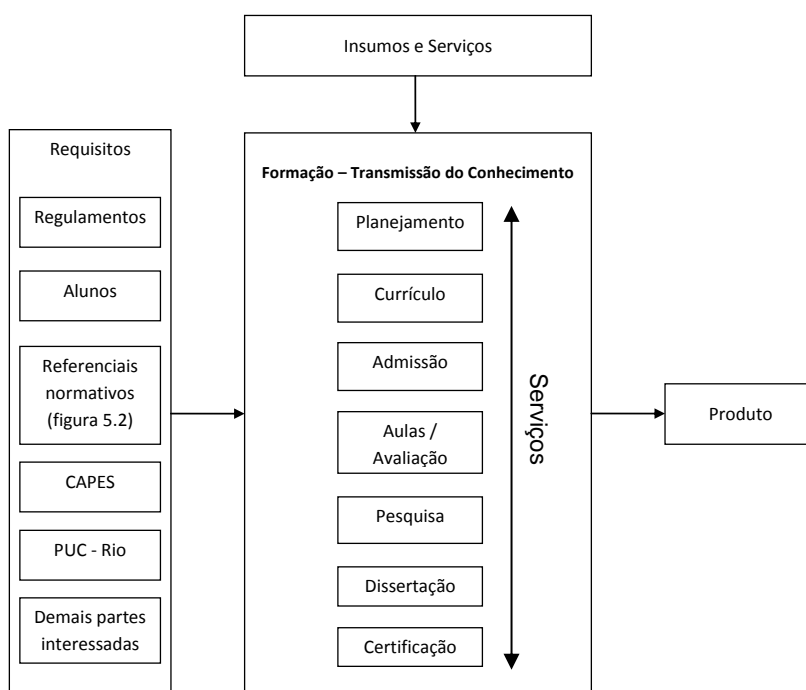 Insumos e Serviços
Requisitos
Regulamentos
Alunos
Referenciais
normativos
(figura 5.2)
CAPES
PUC - Rio
Demais partes
interessadas
Formação – Transmissão do Conhecimento
Planejamento
Currículo
Admissão
Aulas /
Avaliação
Pesquisa
Dissertação
Certificação
Serviços
Produto